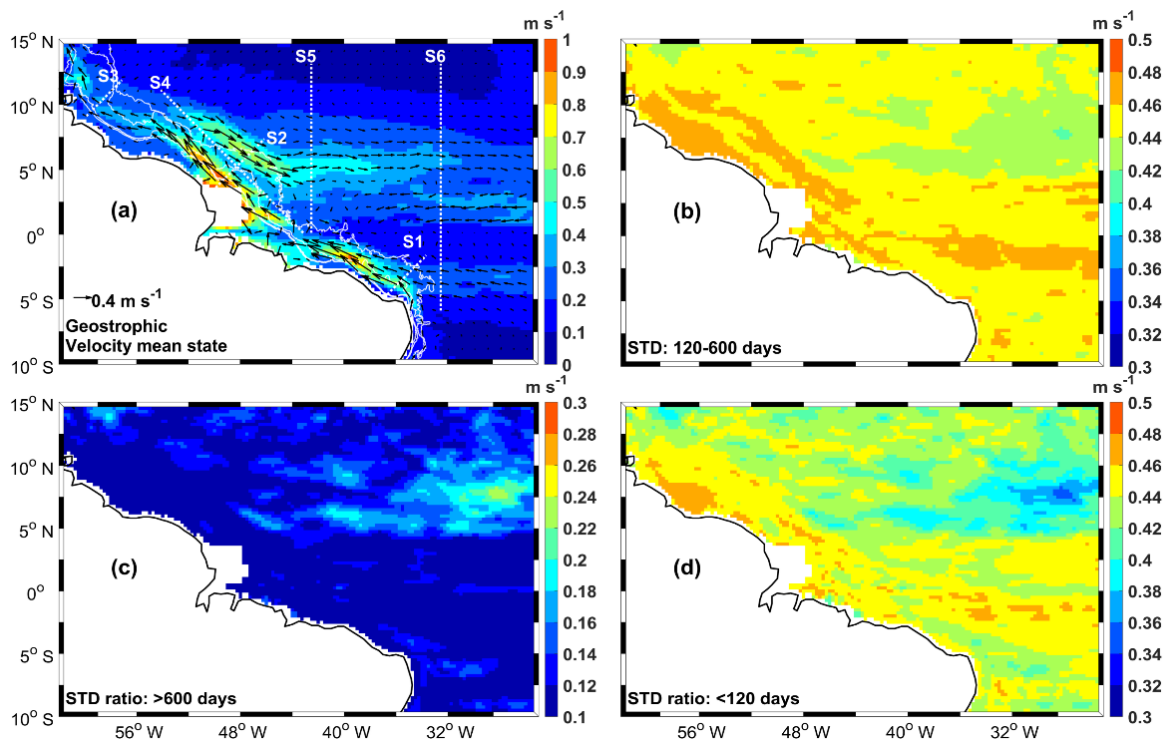 m s⁻¹
15° N
10° N
5° N
0°
5° S
10° S
S3
S4
S5
S6
S2
S1
(a)
0.4 m s⁻¹
Geostrophic
Velocity mean state
1
0.9
0.8
0.7
0.6
0.5
0.4
0.3
0.2
0.1
0
m s⁻¹
(b)
STD: 120-600 days
0.5
0.48
0.46
0.44
0.42
0.4
0.38
0.36
0.34
0.32
0.3
m s⁻¹
15° N
10° N
5° N
0°
5° S
10° S
(c)
STD ratio: >600 days
56° W
48° W
40° W
32° W
0.3
0.28
0.26
0.24
0.22
0.2
0.18
0.16
0.14
0.12
0.1
m s⁻¹
(d)
STD ratio: <120 days
56° W
48° W
40° W
32° W
0.5
0.48
0.46
0.44
0.42
0.4
0.38
0.36
0.34
0.32
0.3